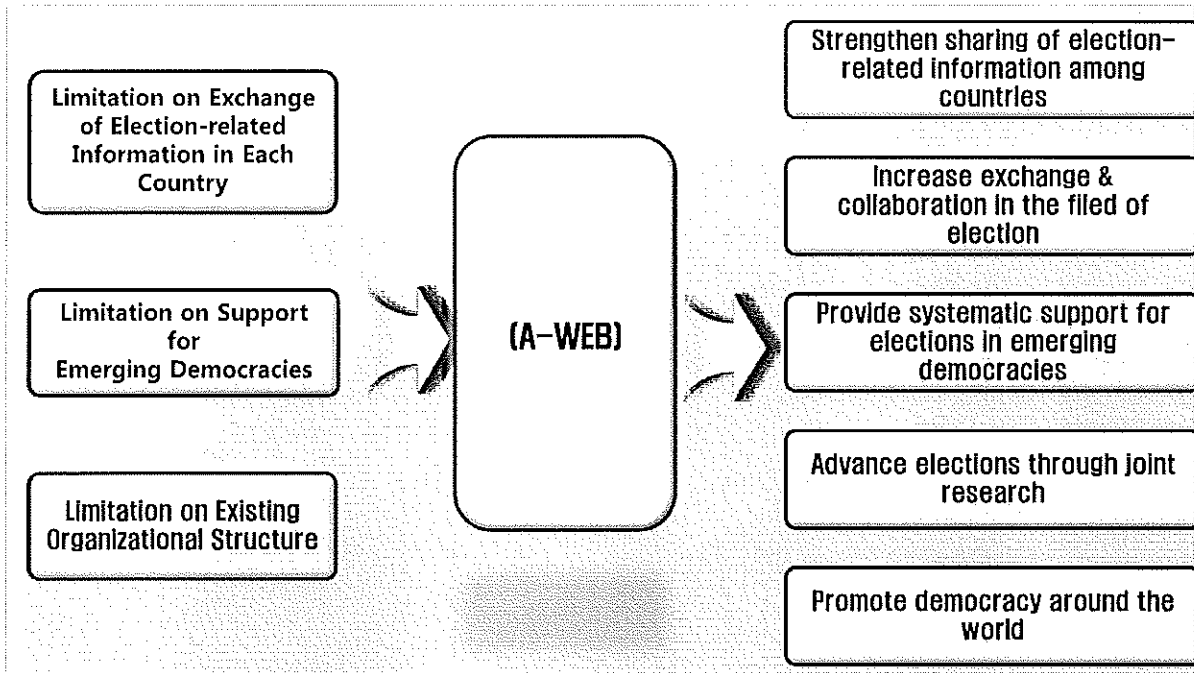 Limitation on Exchange
of Election-related
Information in Each
Country
Limitation on Support
for
Emerging Democracies
Limitation on Existing
Organizational Structure
(A-WEB)
Strengthen sharing of election-
related information among
countries
Increase exchange &
collaboration in the filed of
election
Provide systematic support for
elections in emerging
democracies
Advance elections through joint
research
Promote democracy around the
world